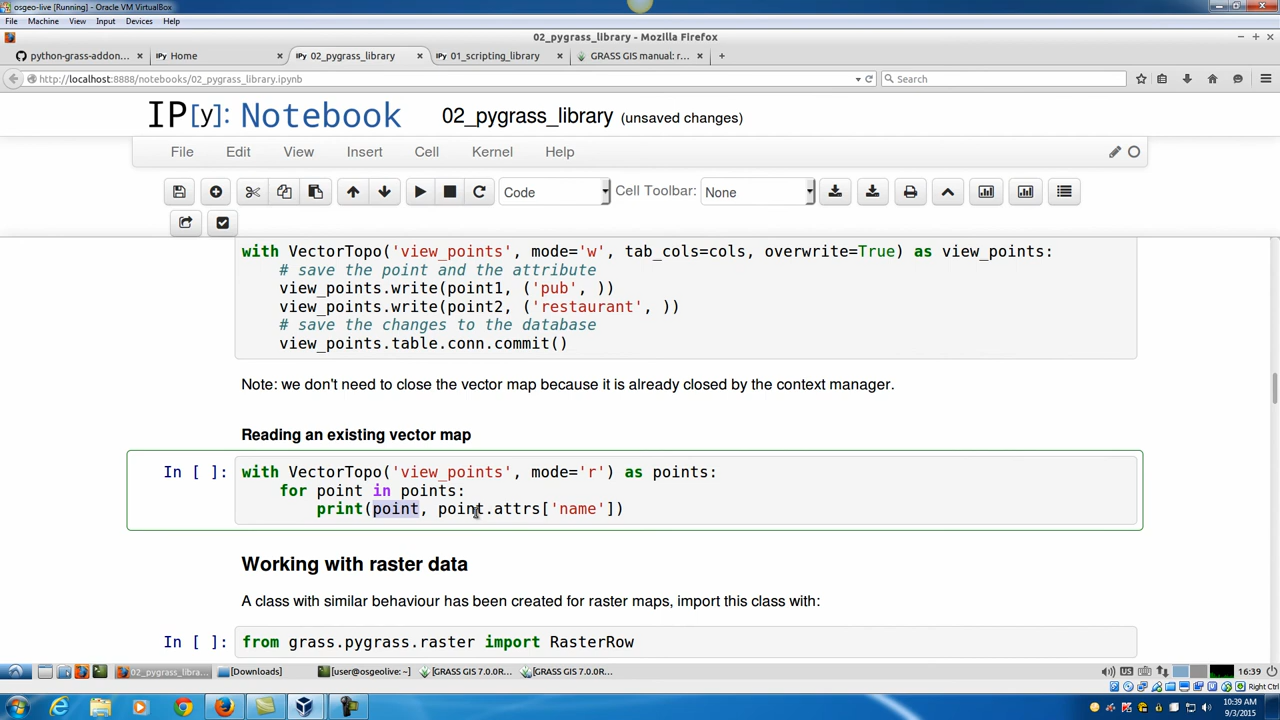 osgeo-live [Running] - Oracle VM VirtualBox
File Machine View Input Devices Help
02_pygrass_library - Mozilla Firefox
python-grass-addon... × IP[y]: Home × IP[y]: 02_pygrass_library × IP[y]: 01_scripting_library × GRASS GIS manual: r... × +
http://localhost:8888/notebooks/02_pygrass_library.ipynb Search
IP[y]: Notebook 02_pygrass_library (unsaved changes)
File Edit View Insert Cell Kernel Help
Code Cell Toolbar: None
with VectorTopo('view_points', mode='w', tab_cols=cols, overwrite=True) as view_points:
# save the point and the attribute
view_points.write(point1, ('pub', ))
view_points.write(point2, ('restaurant', ))
# save the changes to the database
view_points.table.conn.commit()
Note: we don't need to close the vector map because it is already closed by the context manager.
Reading an existing vector map
In [ ]: with VectorTopo('view_points', mode='r') as points:
for point in points:
print(point, point.attrs['name'])
Working with raster data
A class with similar behaviour has been created for raster maps, import this class with:
In [ ]: from grass.pygrass.raster import RasterRow
02_pygrass_libra... [Downloads] [user@osgeolive: ~] [GRASS GIS 7.0.0R... [GRASS GIS 7.0.0R... US 16:39
Right Ctrl
10:39 AM
9/3/2015